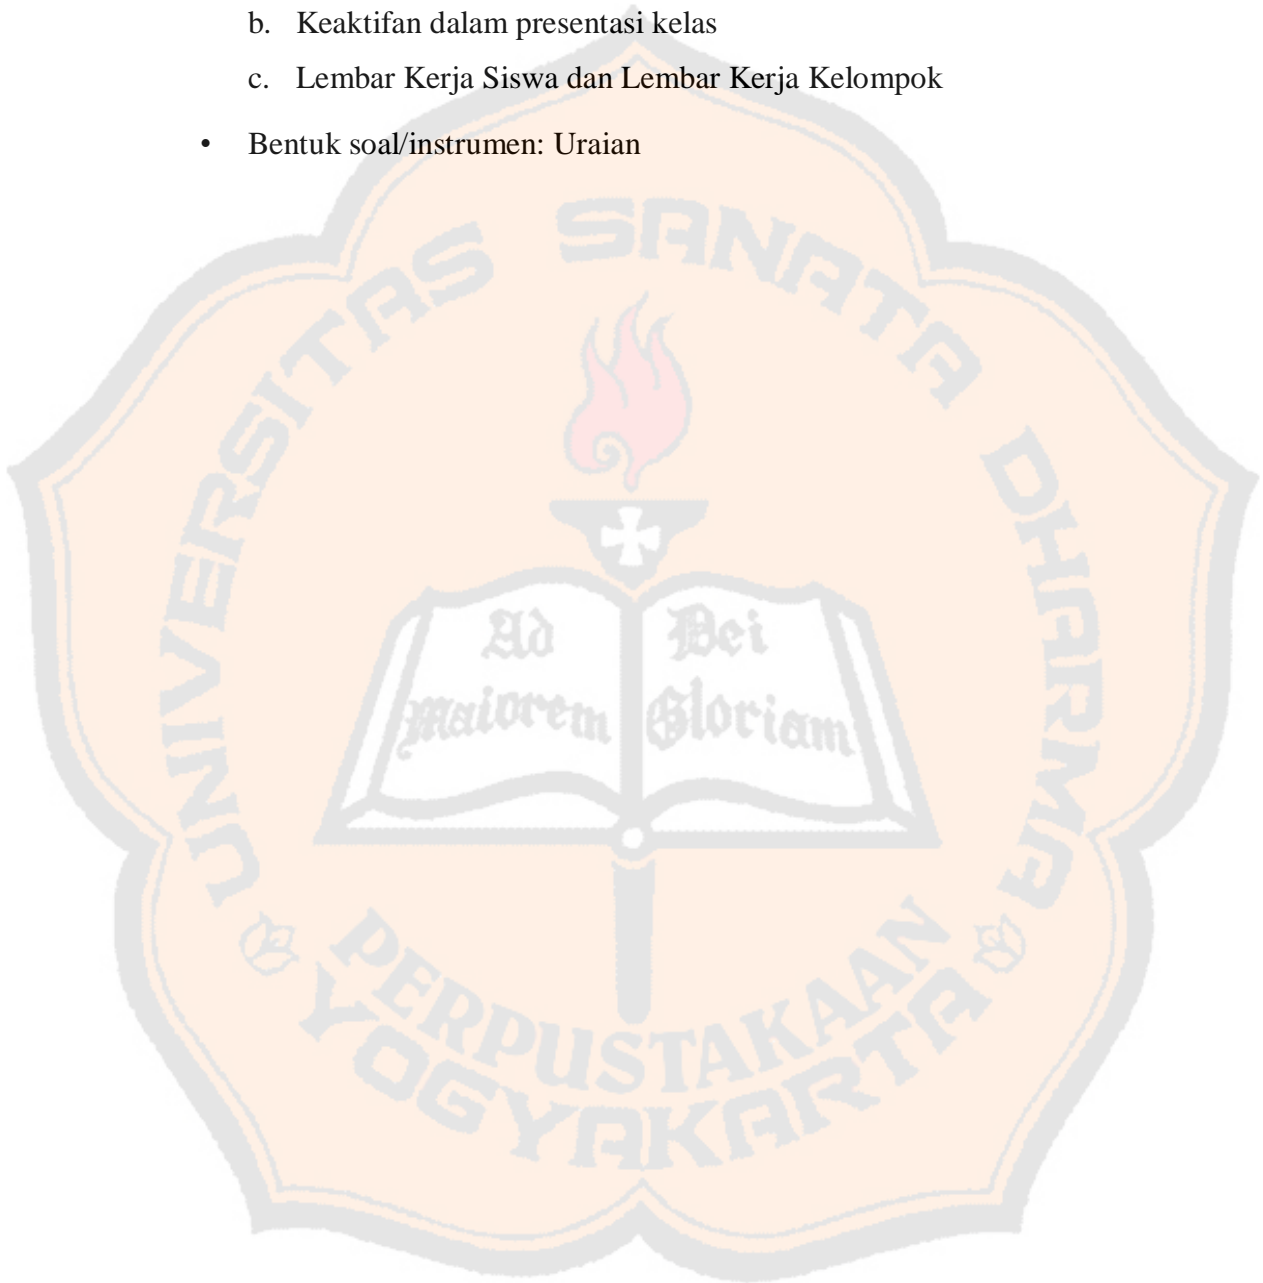 b. Keaktifan dalam presentasi kelas
c. Lembar Kerja Siswa dan Lembar Kerja Kelompok
• Bentuk soal/instrumen: Uraian
UNIVERSITAS SANATA DHARMA
Ad Dei
maiorem Gloriam
PERPUSTAKAAN
YOGYAKARTA